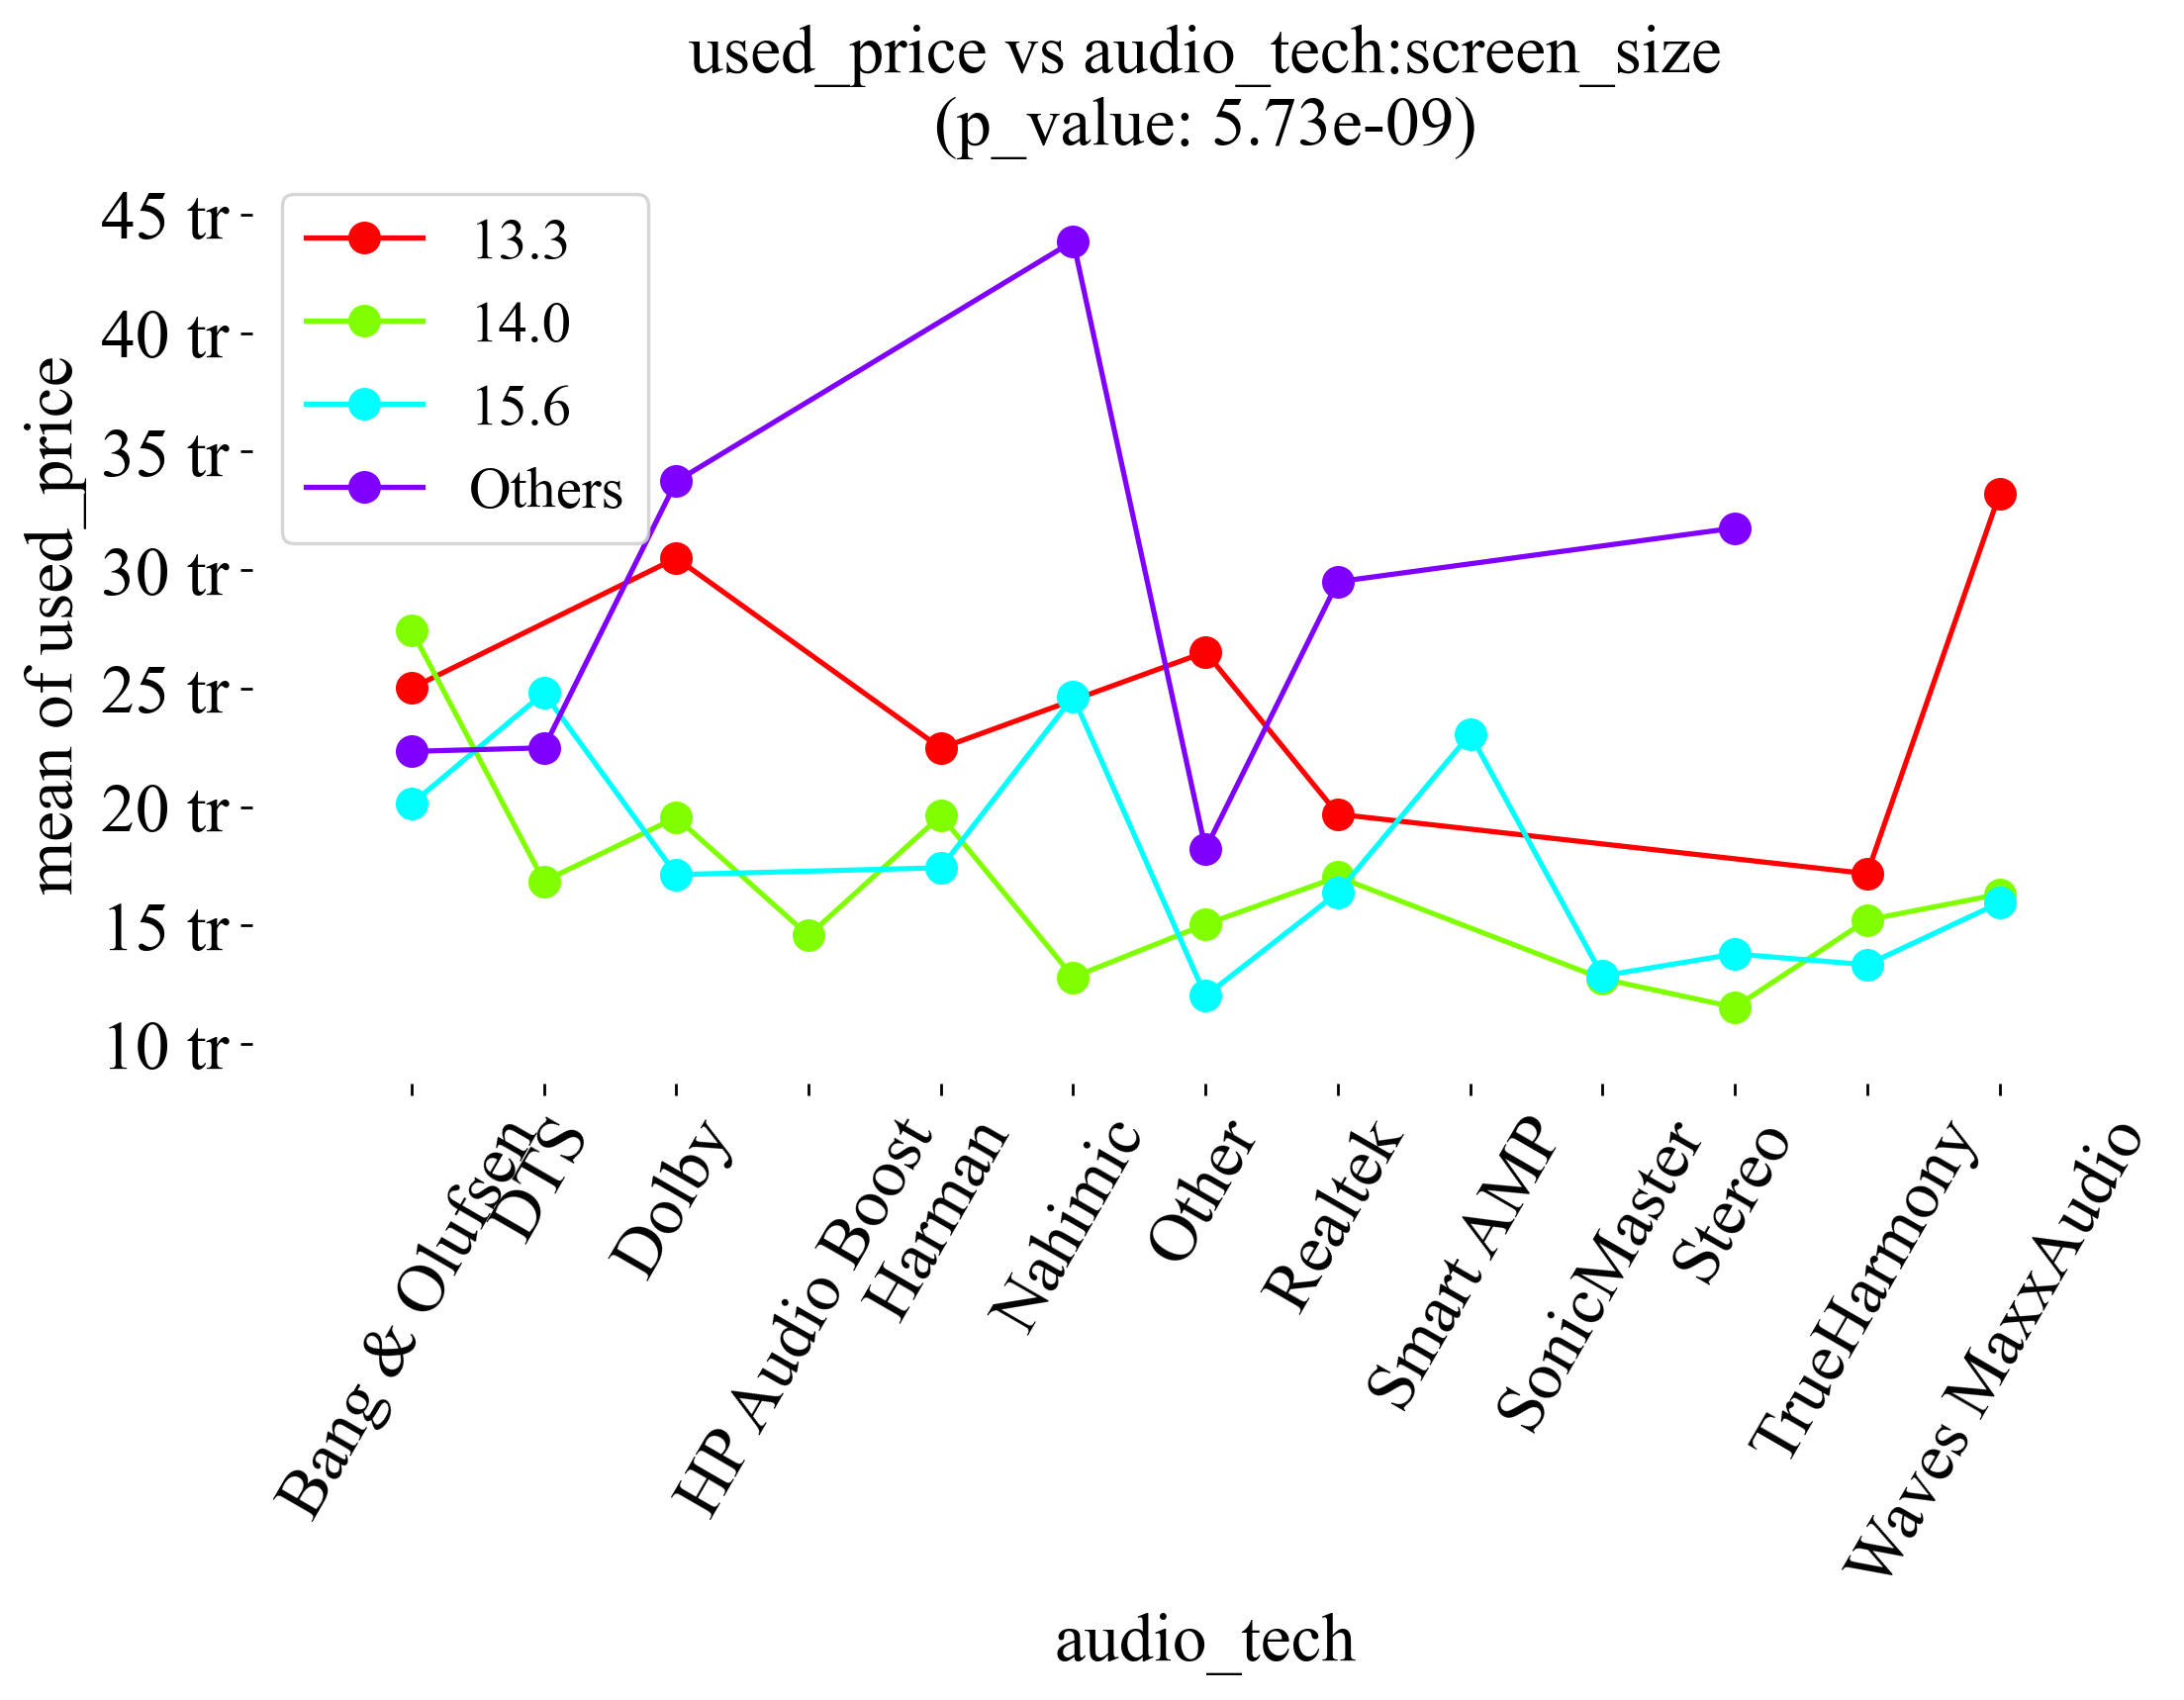 used_price vs audio_tech:screen_size
(p_value: 5.73e-09)
45 tr
40 tr
35 tr
30 tr
25 tr
20 tr
15 tr
10 tr
mean of used_price
13.3
14.0
15.6
Others
Bang & Olufsen
DTS
Dolby
HP Audio Boost
Harman
Nahimic
Other
Realtek
Smart AMP
SonicMaster
Stereo
TrueHarmony
Waves MaxxAudio
audio_tech